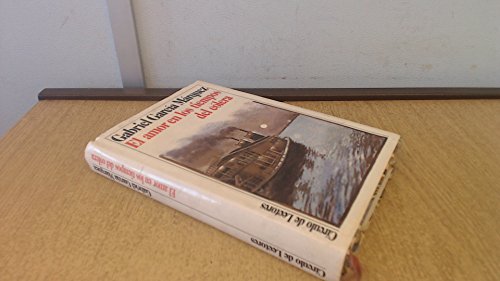 Gabriel García Márquez
El amor en los tiempos
del cólera
Círculo de Lectores
El amor en los tiempos del cólera
Gabriel García Márquez
Círculo de Lectores